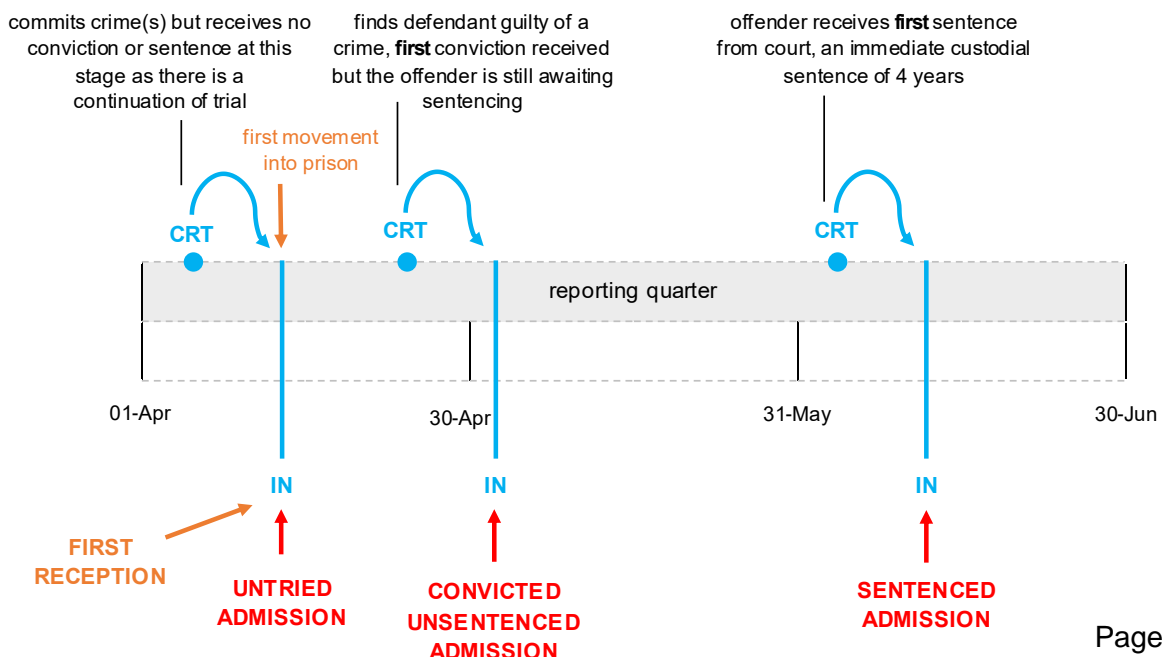 commits crime(s) but receives no
conviction or sentence at this
stage as there is a
continuation of trial
finds defendant guilty of a
crime, first conviction received
but the offender is still awaiting
sentencing
offender receives first sentence
from court, an immediate custodial
sentence of 4 years
first movement
into prison
CRT
CRT
CRT
reporting quarter
01-Apr
30-Apr
31-May
30-Jun
IN
IN
IN
FIRST
RECEPTION
UNTRIED
ADMISSION
CONVICTED
UNSENTENCED
ADMISSION
SENTENCED
ADMISSION
Page